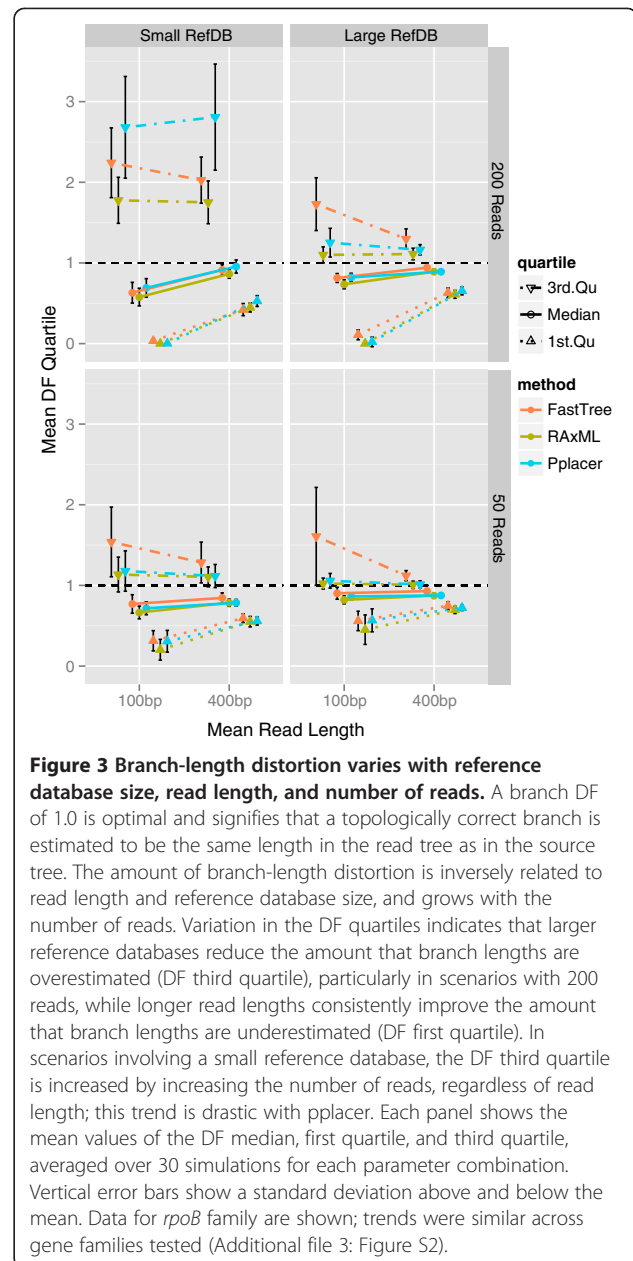 Small RefDB
Large RefDB
3
2
1
0
200 Reads
3
2
1
0
50 Reads
Mean DF Quartile
100bp
400bp
100bp
400bp
Mean Read Length
quartile
3rd.Qu
Median
1st.Qu
method
FastTree
RAxML
Pplacer
Figure 3 Branch-length distortion varies with reference
database size, read length, and number of reads. A branch DF
of 1.0 is optimal and signifies that a topologically correct branch is
estimated to be the same length in the read tree as in the source
tree. The amount of branch-length distortion is inversely related to
read length and reference database size, and grows with the
number of reads. Variation in the DF quartiles indicates that larger
reference databases reduce the amount that branch lengths are
overestimated (DF third quartile), particularly in scenarios with 200
reads, while longer read lengths consistently improve the amount
that branch lengths are underestimated (DF first quartile). In
scenarios involving a small reference database, the DF third quartile
is increased by increasing the number of reads, regardless of read
length; this trend is drastic with pplacer. Each panel shows the
mean values of the DF median, first quartile, and third quartile,
averaged over 30 simulations for each parameter combination.
Vertical error bars show a standard deviation above and below the
mean. Data for rpoB family are shown; trends were similar across
gene families tested (Additional file 3: Figure S2).